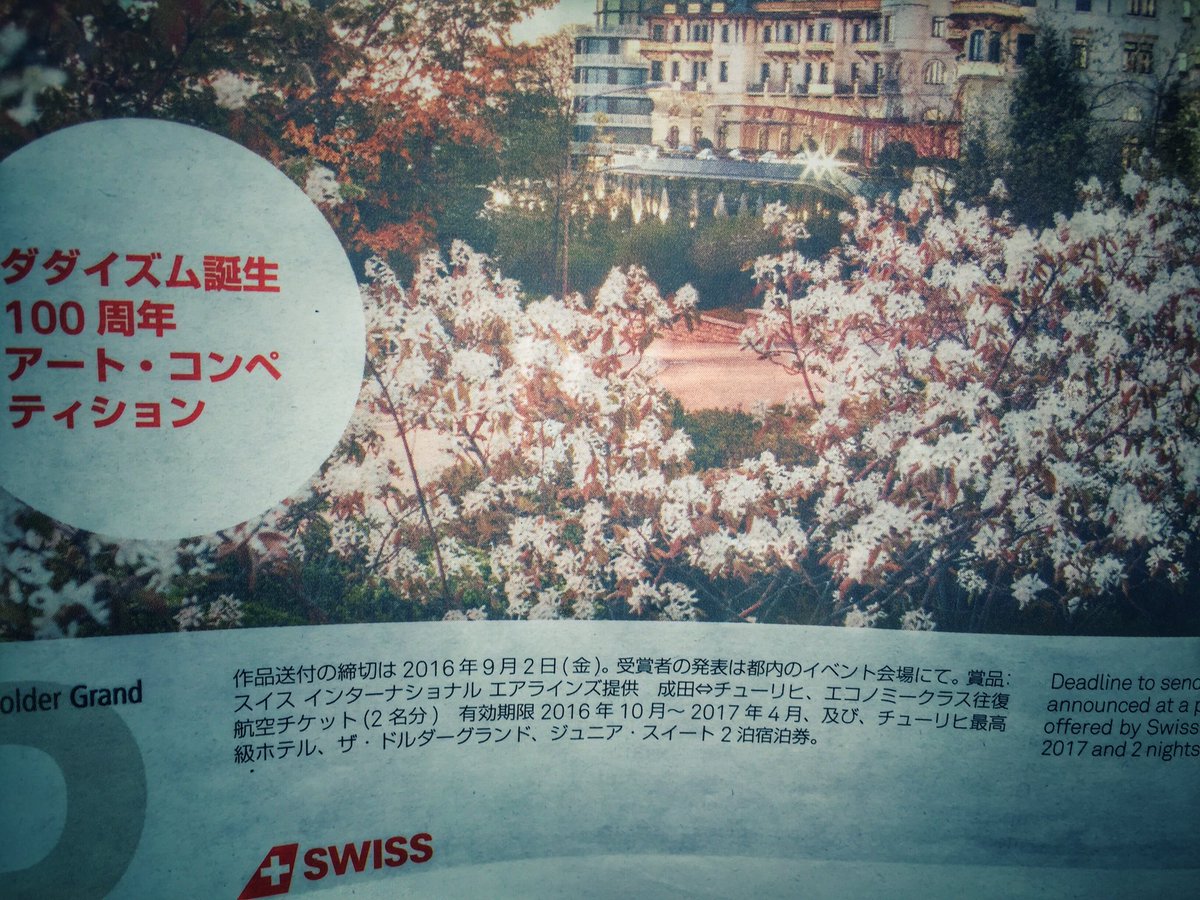 ダダイズム誕生
100 周年
アート・コンペ
ティション
older Grand
作品送付の締切は 2016 年 9 月 2 日 (金)。受賞者の発表は都内のイベント会場にて。賞品:
スイス インターナショナル エアラインズ提供　成田⇔チューリヒ、エコノミークラス往復
航空チケット (2 名分)　有効期限 2016 年 10 月〜 2017 年 4 月、及び、チューリヒ最高
級ホテル、ザ・ドルダーグランド、ジュニア・スイート 2 泊宿泊券。
Deadline to send
announced at a p
offered by Swiss
2017 and 2 nights
SWISS